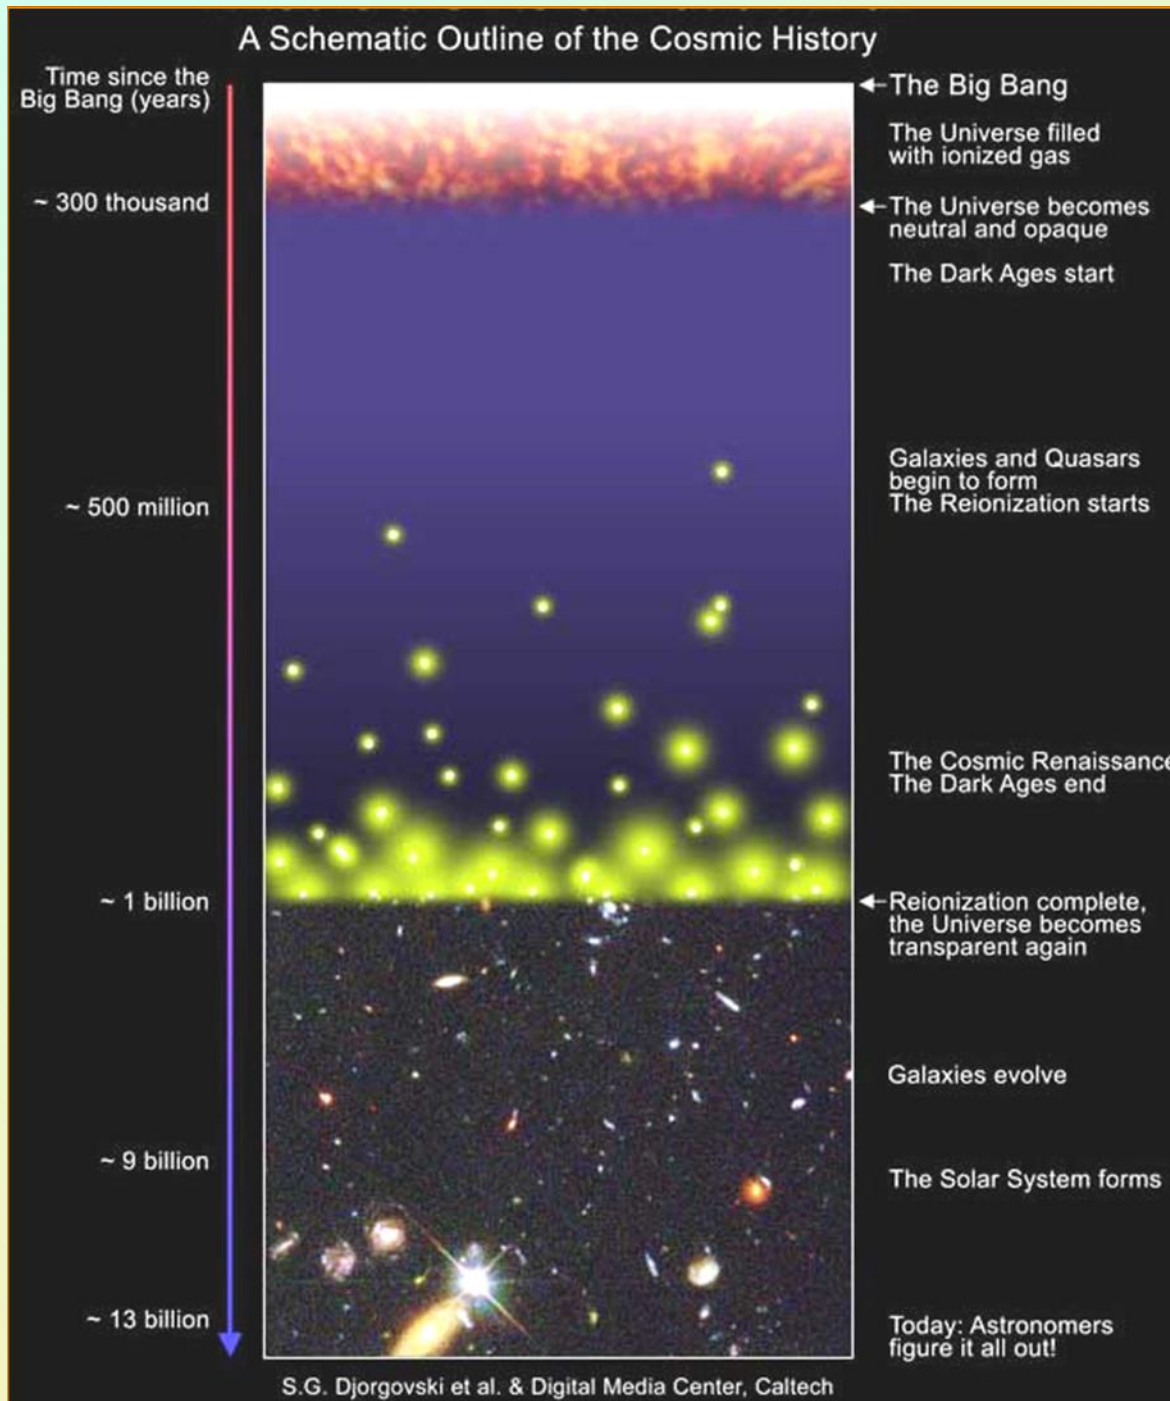 A Schematic Outline of the Cosmic History
Time since the
Big Bang (years)
The Big Bang
The Universe filled
with ionized gas
~ 300 thousand
The Universe becomes
neutral and opaque
The Dark Ages start
Galaxies and Quasars
begin to form
The Reionization starts
~ 500 million
The Cosmic Renaissance
The Dark Ages end
~ 1 billion
Reionization complete,
the Universe becomes
transparent again
Galaxies evolve
~ 9 billion
The Solar System forms
~ 13 billion
Today: Astronomers
figure it all out!
S.G. Djorgovski et al. & Digital Media Center, Caltech